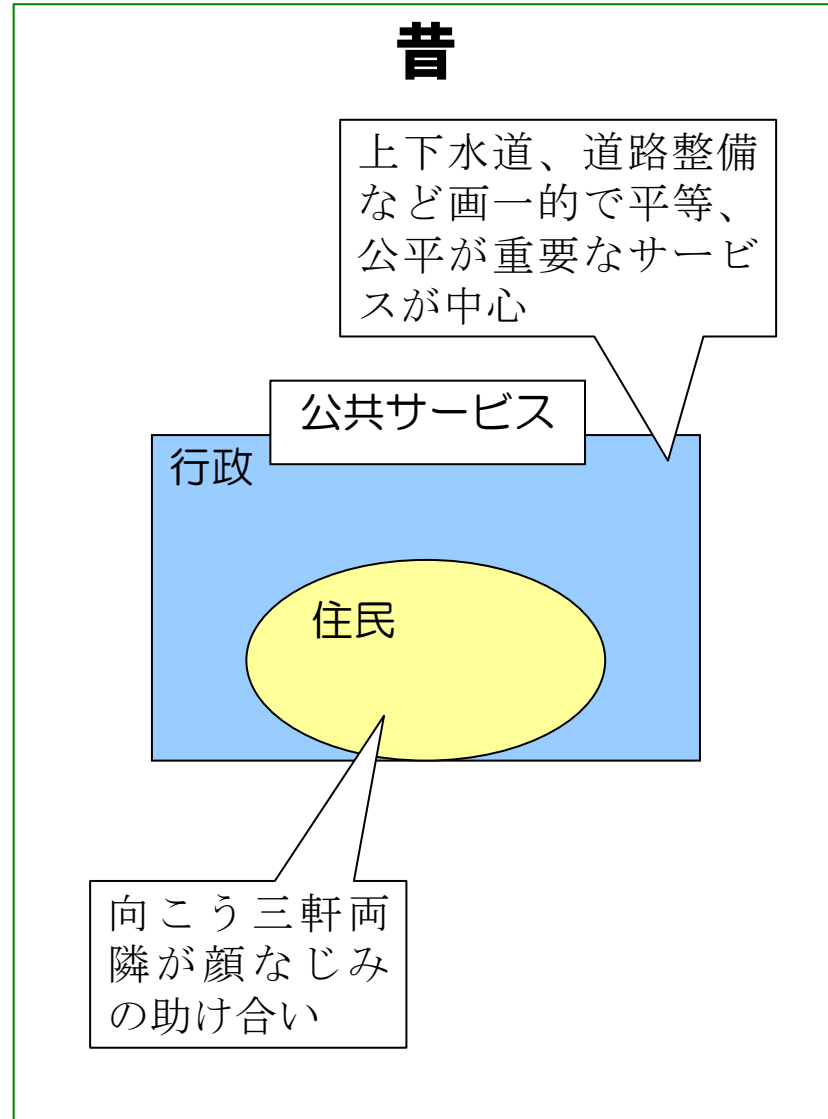 昔
上下水道、道路整備
など画一的で平等、
公平が重要なサービ
スが中心
公共サービス
行政
住民
向こう三軒両
隣が顔なじみ
の助け合い